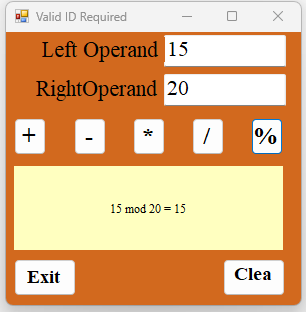 Valid ID Required
Left Operand 15
RightOperand 20
+ - * / %
15 mod 20 = 15
Exit Clea